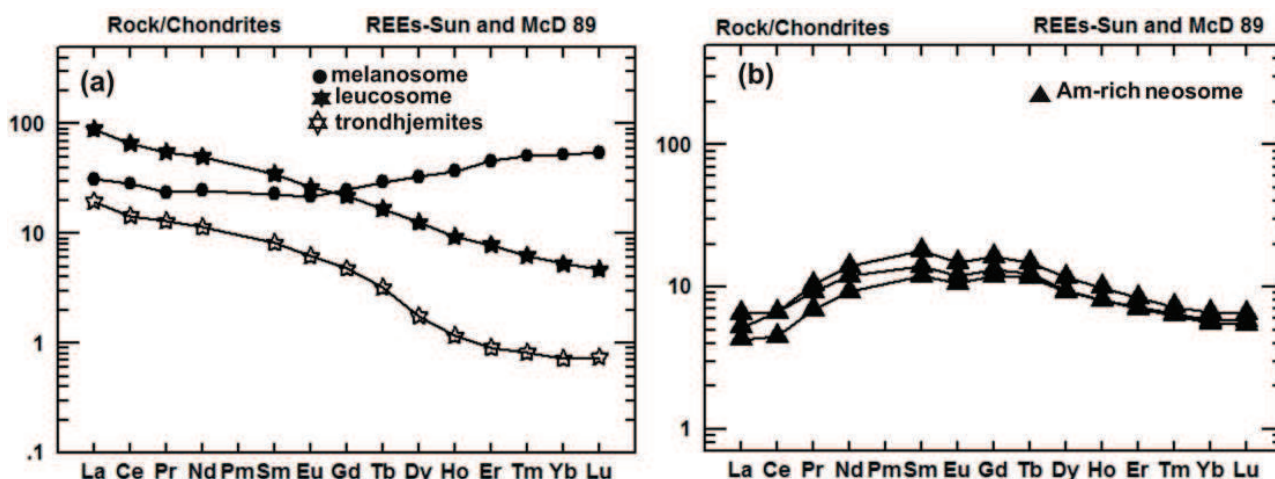 Rock/Chondrites REEs-Sun and McD 89
(a)
melanosome
leucosome
trondhjemites
100
10
1
.1
La Ce Pr Nd Pm Sm Eu Gd Tb Dy Ho Er Tm Yb Lu
Rock/Chondrites REEs-Sun and McD 89
(b)
Am-rich neosome
100
10
1
La Ce Pr Nd Pm Sm Eu Gd Tb Dy Ho Er Tm Yb Lu